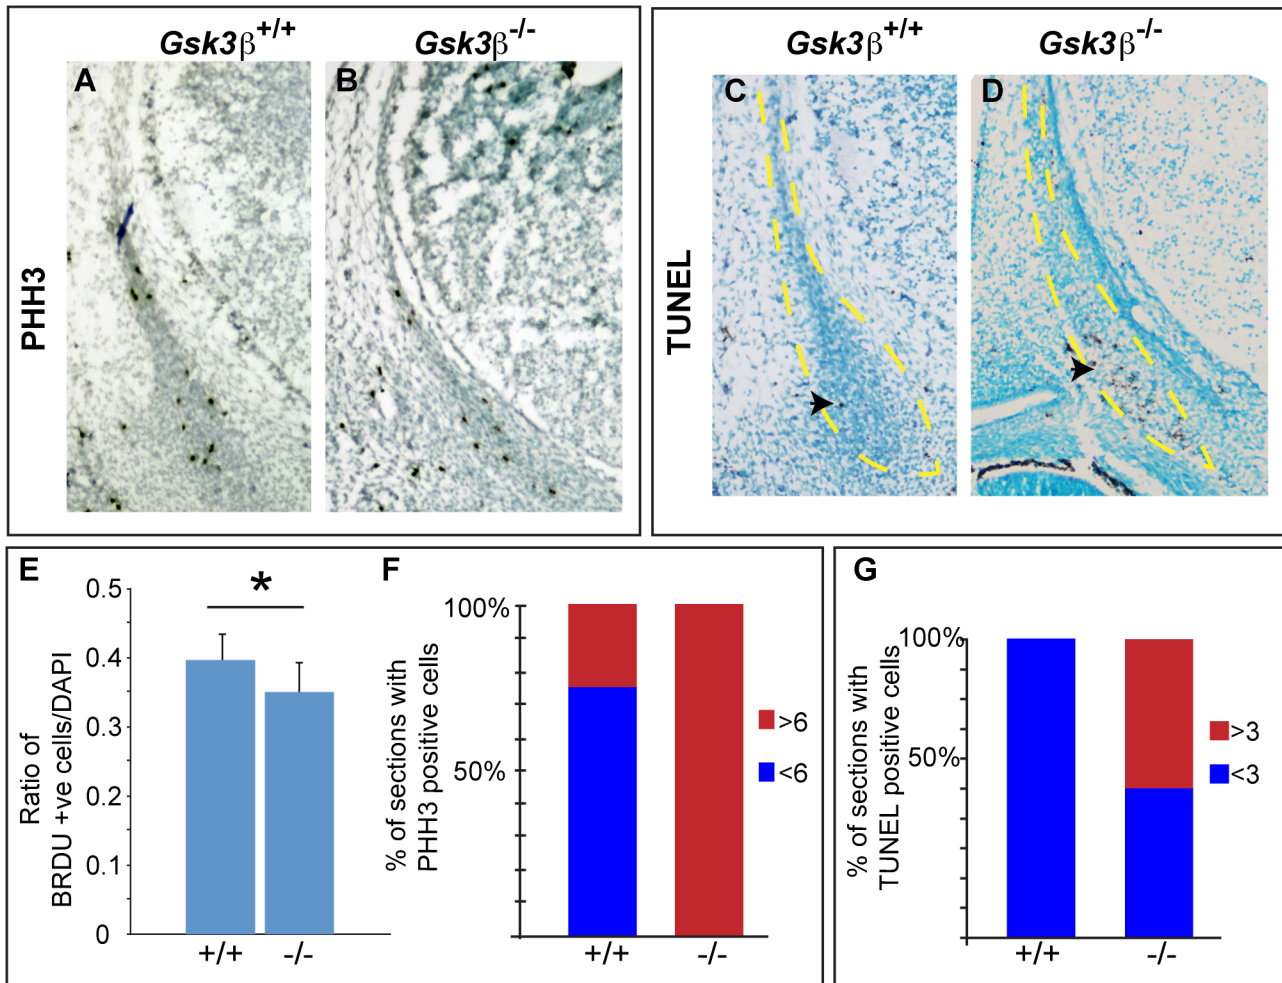 Gsk3β+/+
Gsk3β-/-
A
B
PHH3
Gsk3β+/+
Gsk3β-/-
C
D
TUNEL
E
Ratio of
BRDU +ve cells/DAPI
0.5
0.4
0.3
0.2
0.1
0
*
+/+
-/-
F
% of sections with
PHH3 positive cells
100%
50%
+/+
-/-
>6
<6
G
% of sections with
TUNEL positive cells
100%
50%
+/+
-/-
>3
<3